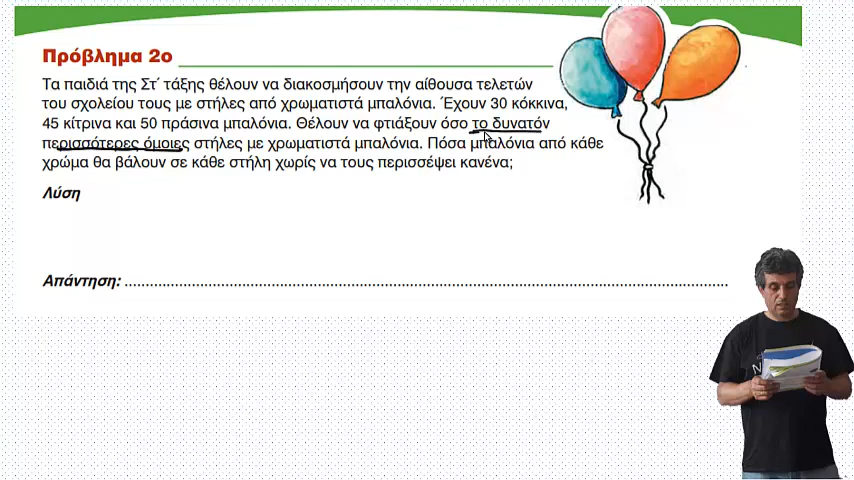 Πρόβλημα 2ο
Τα παιδιά της Στ΄ τάξης θέλουν να διακοσμήσουν την αίθουσα τελετών
του σχολείου τους με στήλες από χρωματιστά μπαλόνια. Έχουν 30 κόκκινα,
45 κίτρινα και 50 πράσινα μπαλόνια. Θέλουν να φτιάξουν όσο το δυνατόν
περισσότερες όμοιες στήλες με χρωματιστά μπαλόνια. Πόσα μπαλόνια από κάθε
χρώμα θα βάλουν σε κάθε στήλη χωρίς να τους περισσέψει κανένα;
Λύση
Απάντηση: